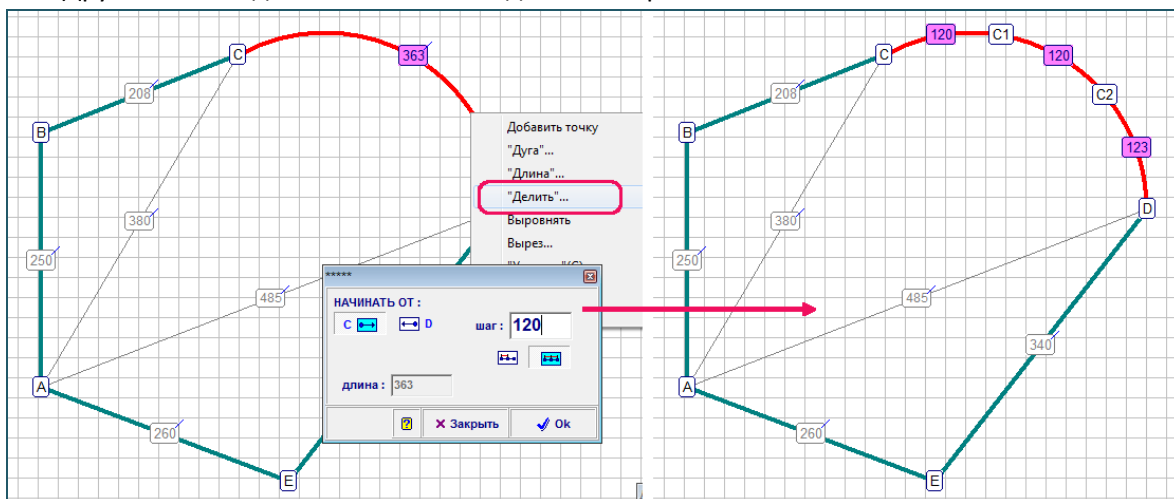 363
C
208
B
380
250
485
A
260
E
Добавить точку
"Дуга"...
"Длина"...
"Делить"...
Выровнять
Вырез...
*****
НАЧИНАТЬ ОТ :
C D шаг : 120
длина : 363
? Закрыть Ok
120
C1
C
120
208
C2
B
123
D
380
250
485
340
A
260
E